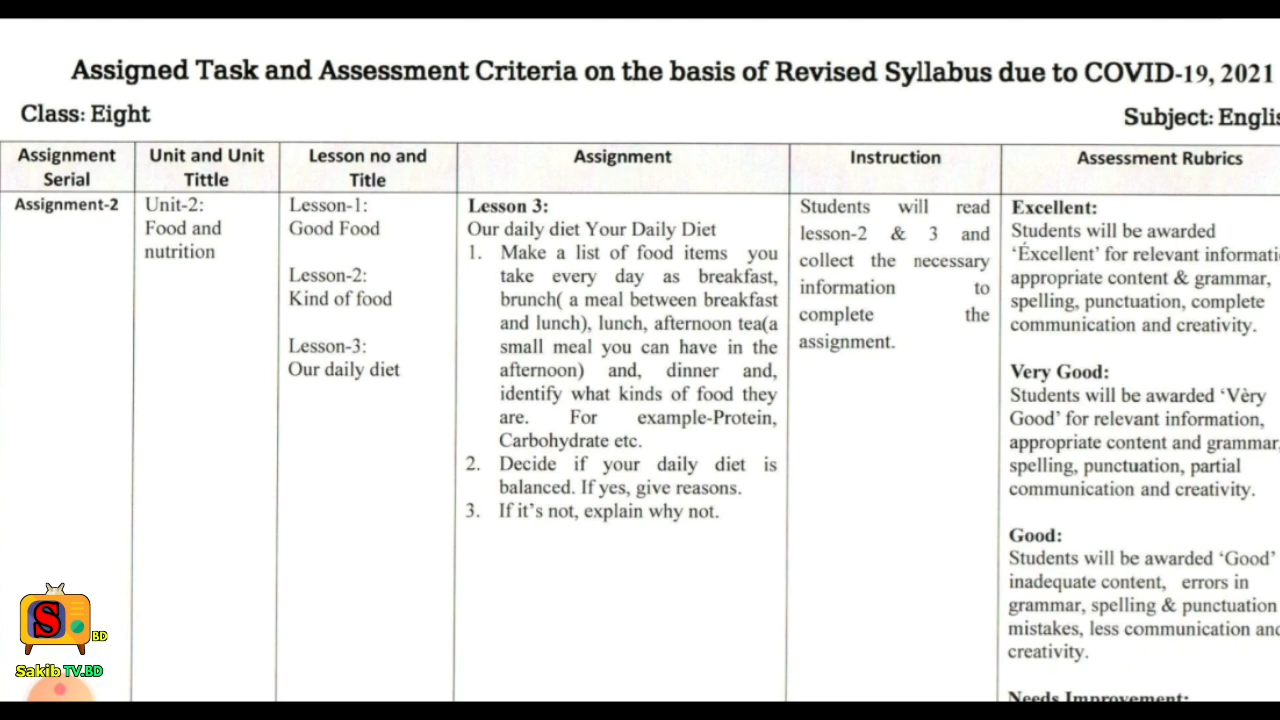 Assigned Task and Assessment Criteria on the basis of Revised Syllabus due to COVID-19, 2021
Class: Eight
Subject: Englis
Assignment
Serial
Unit and Unit
Tittle
Lesson no and
Title
Assignment
Instruction
Assessment Rubrics
Assignment-2
Unit-2:
Food and
nutrition
Lesson-1:
Good Food
Lesson-2:
Kind of food
Lesson-3:
Our daily diet
Lesson 3:
Our daily diet Your Daily Diet
1. Make a list of food items you
take every day as breakfast,
brunch( a meal between breakfast
and lunch), lunch, afternoon tea(a
small meal you can have in the
afternoon) and, dinner and,
identify what kinds of food they
are. For example-Protein,
Carbohydrate etc.
2. Decide if your daily diet is
balanced. If yes, give reasons.
3. If it's not, explain why not.
Students will read
lesson-2 & 3 and
collect the necessary
information to
complete the
assignment.
Excellent:
Students will be awarded
‘Éxcellent’ for relevant informati
appropriate content & grammar,
spelling, punctuation, complete
communication and creativity.
Very Good:
Students will be awarded ‘Vèry
Good’ for relevant information,
appropriate content and grammar,
spelling, punctuation, partial
communication and creativity.
Good:
Students will be awarded ‘Good’
inadequate content, errors in
grammar, spelling & punctuation
mistakes, less communication and
creativity.
Needs Improvement:
S
BD
Sakib TV.BD